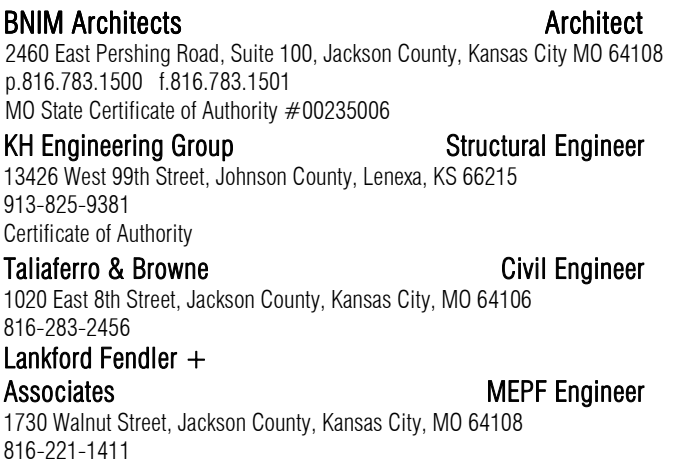 BNIM Architects Architect
2460 East Pershing Road, Suite 100, Jackson County, Kansas City MO 64108
p.816.783.1500 f.816.783.1501
MO State Certificate of Authority #00235006
KH Engineering Group Structural Engineer
13426 West 99th Street, Johnson County, Lenexa, KS 66215
913-825-9381
Certificate of Authority
Taliaferro & Browne Civil Engineer
1020 East 8th Street, Jackson County, Kansas City, MO 64106
816-283-2456
Lankford Fendler +
Associates MEPF Engineer
1730 Walnut Street, Jackson County, Kansas City, MO 64108
816-221-1411